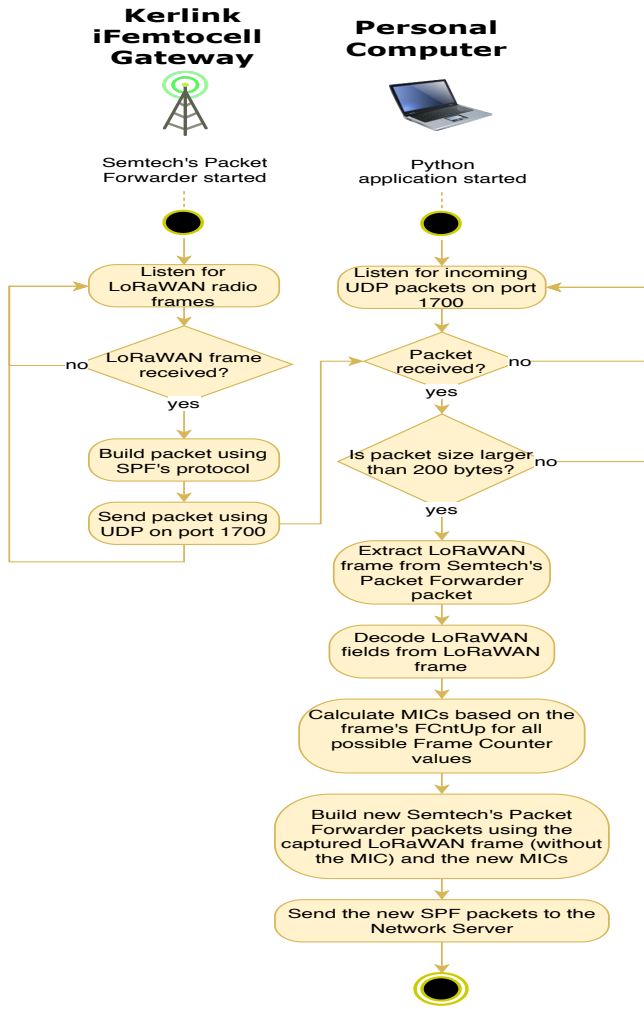 Kerlink
iFemtocell
Gateway
Semtech's Packet
Forwarder started
Listen for
LoRaWAN radio
frames
LoRaWAN frame
received?
no
yes
Build packet using
SPF's protocol
Send packet using
UDP on port 1700
Personal
Computer
Python
application started
Listen for incoming
UDP packets on port
1700
Packet
received?
no
yes
Is packet size larger
than 200 bytes?
no
yes
Extract LoRaWAN
frame from Semtech's
Packet Forwarder
packet
Decode LoRaWAN
fields from LoRaWAN
frame
Calculate MICs based on the
frame's FCntUp for all
possible Frame Counter
values
Build new Semtech's Packet
Forwarder packets using the
captured LoRaWAN frame (without
the MIC) and the new MICs
Send the new SPF packets to the
Network Server